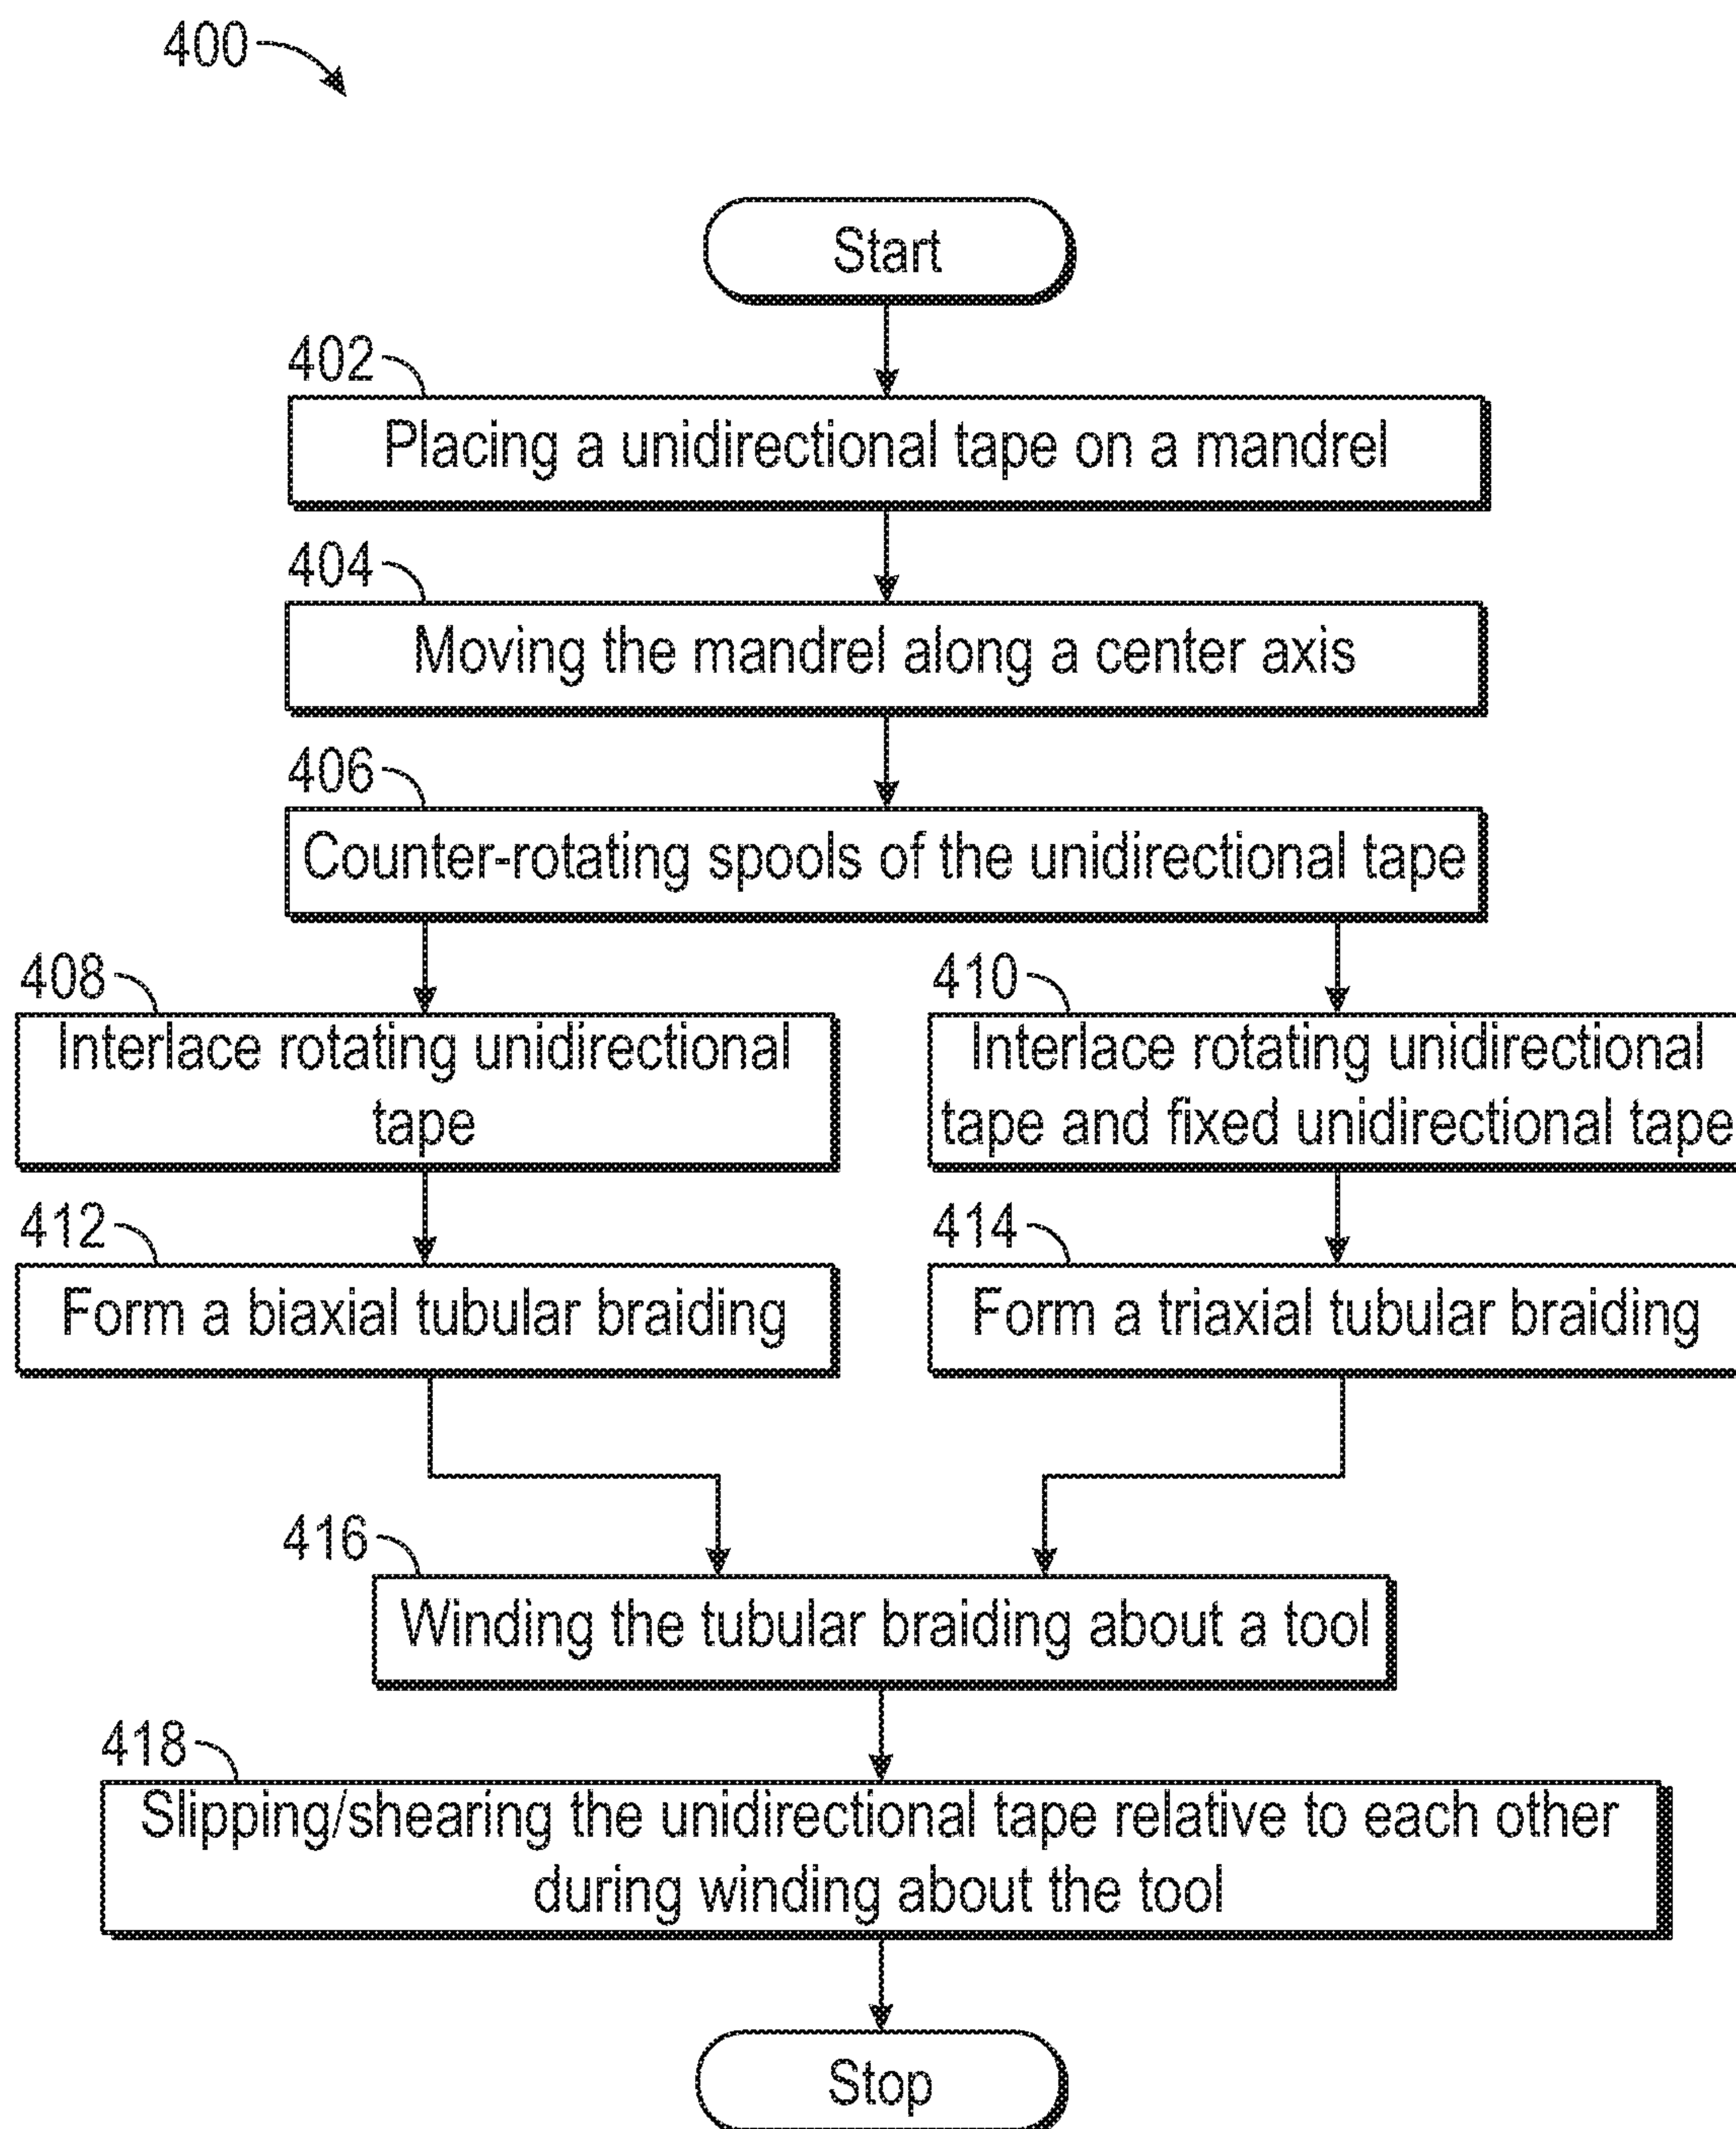 400
Start
402
Placing a unidirectional tape on a mandrel
404
Moving the mandrel along a center axis
406
Counter-rotating spools of the unidirectional tape
408
Interlace rotating unidirectional
tape
410
Interlace rotating unidirectional
tape and fixed unidirectional tape
412
Form a biaxial tubular braiding
414
Form a triaxial tubular braiding
416
Winding the tubular braiding about a tool
418
Slipping/shearing the unidirectional tape relative to each other
during winding about the tool
Stop